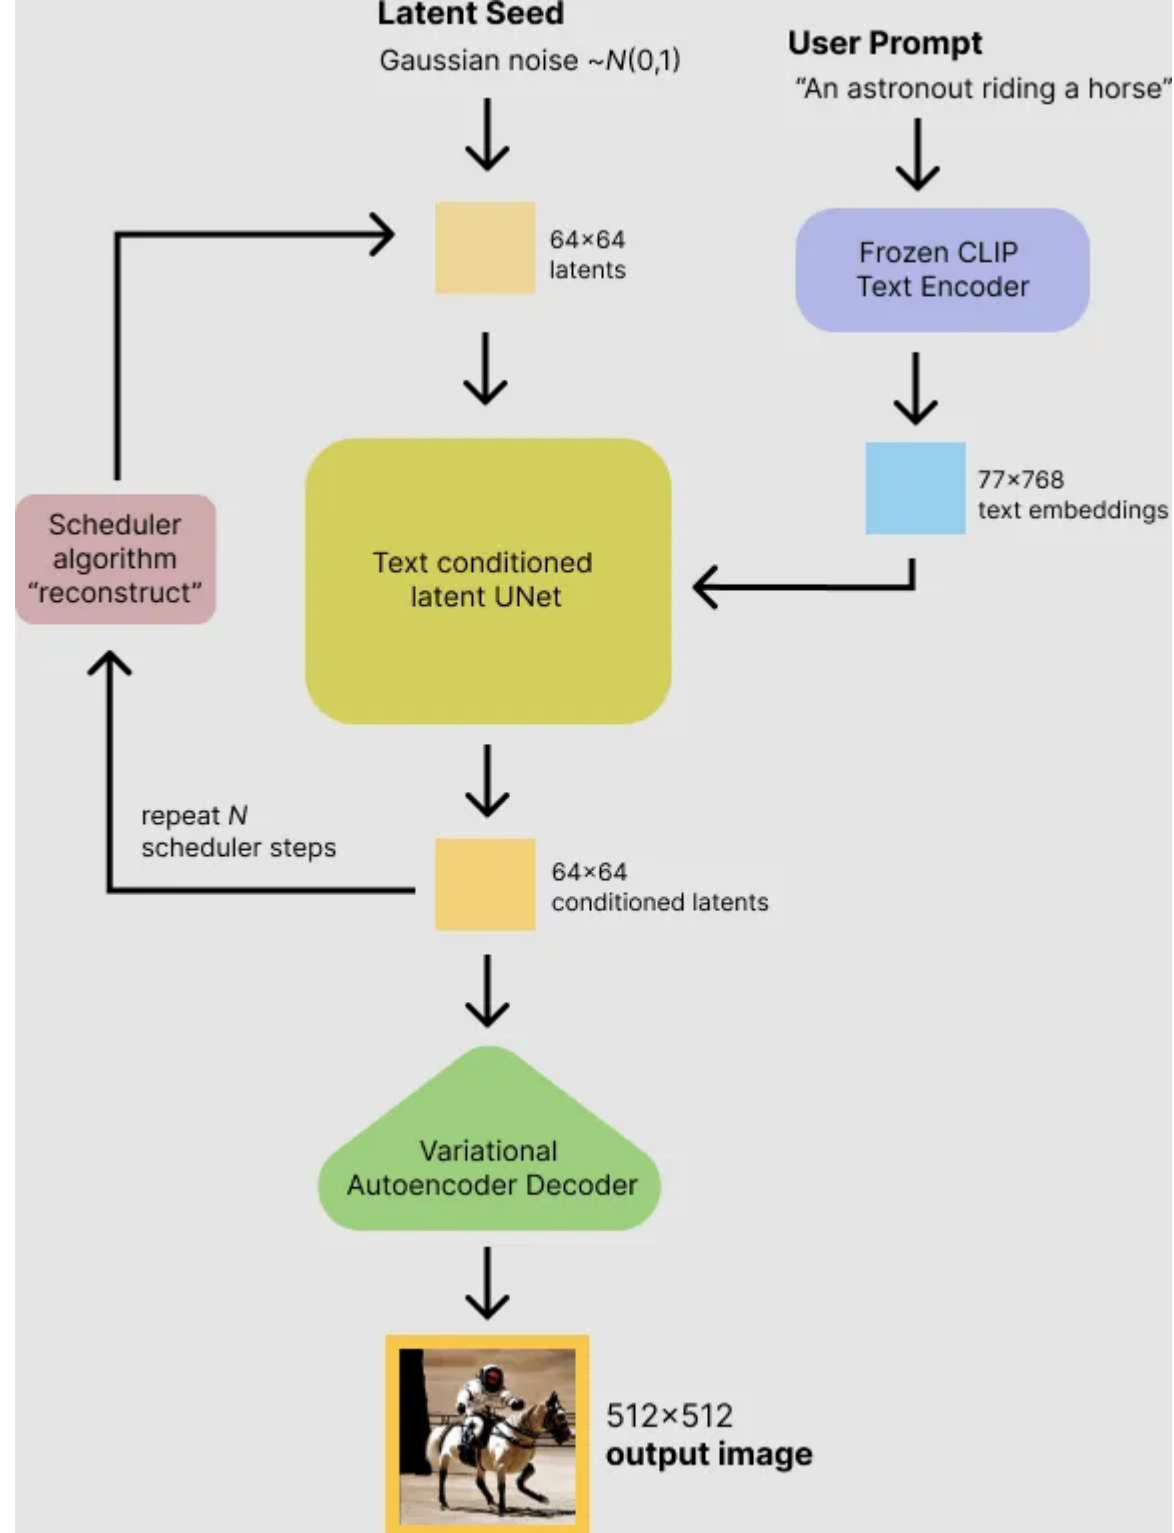 Latent Seed
Gaussian noise ~N(0,1)
User Prompt
“An astronout riding a horse”
64×64
latents
Frozen CLIP
Text Encoder
77×768
text embeddings
Scheduler
algorithm
“reconstruct”
Text conditioned
latent UNet
repeat N
scheduler steps
64×64
conditioned latents
Variational
Autoencoder Decoder
512×512
output image